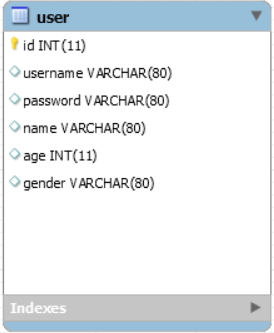 user
id INT(11)
username VARCHAR(80)
password VARCHAR(80)
name VARCHAR(80)
age INT(11)
gender VARCHAR(80)
Indexes